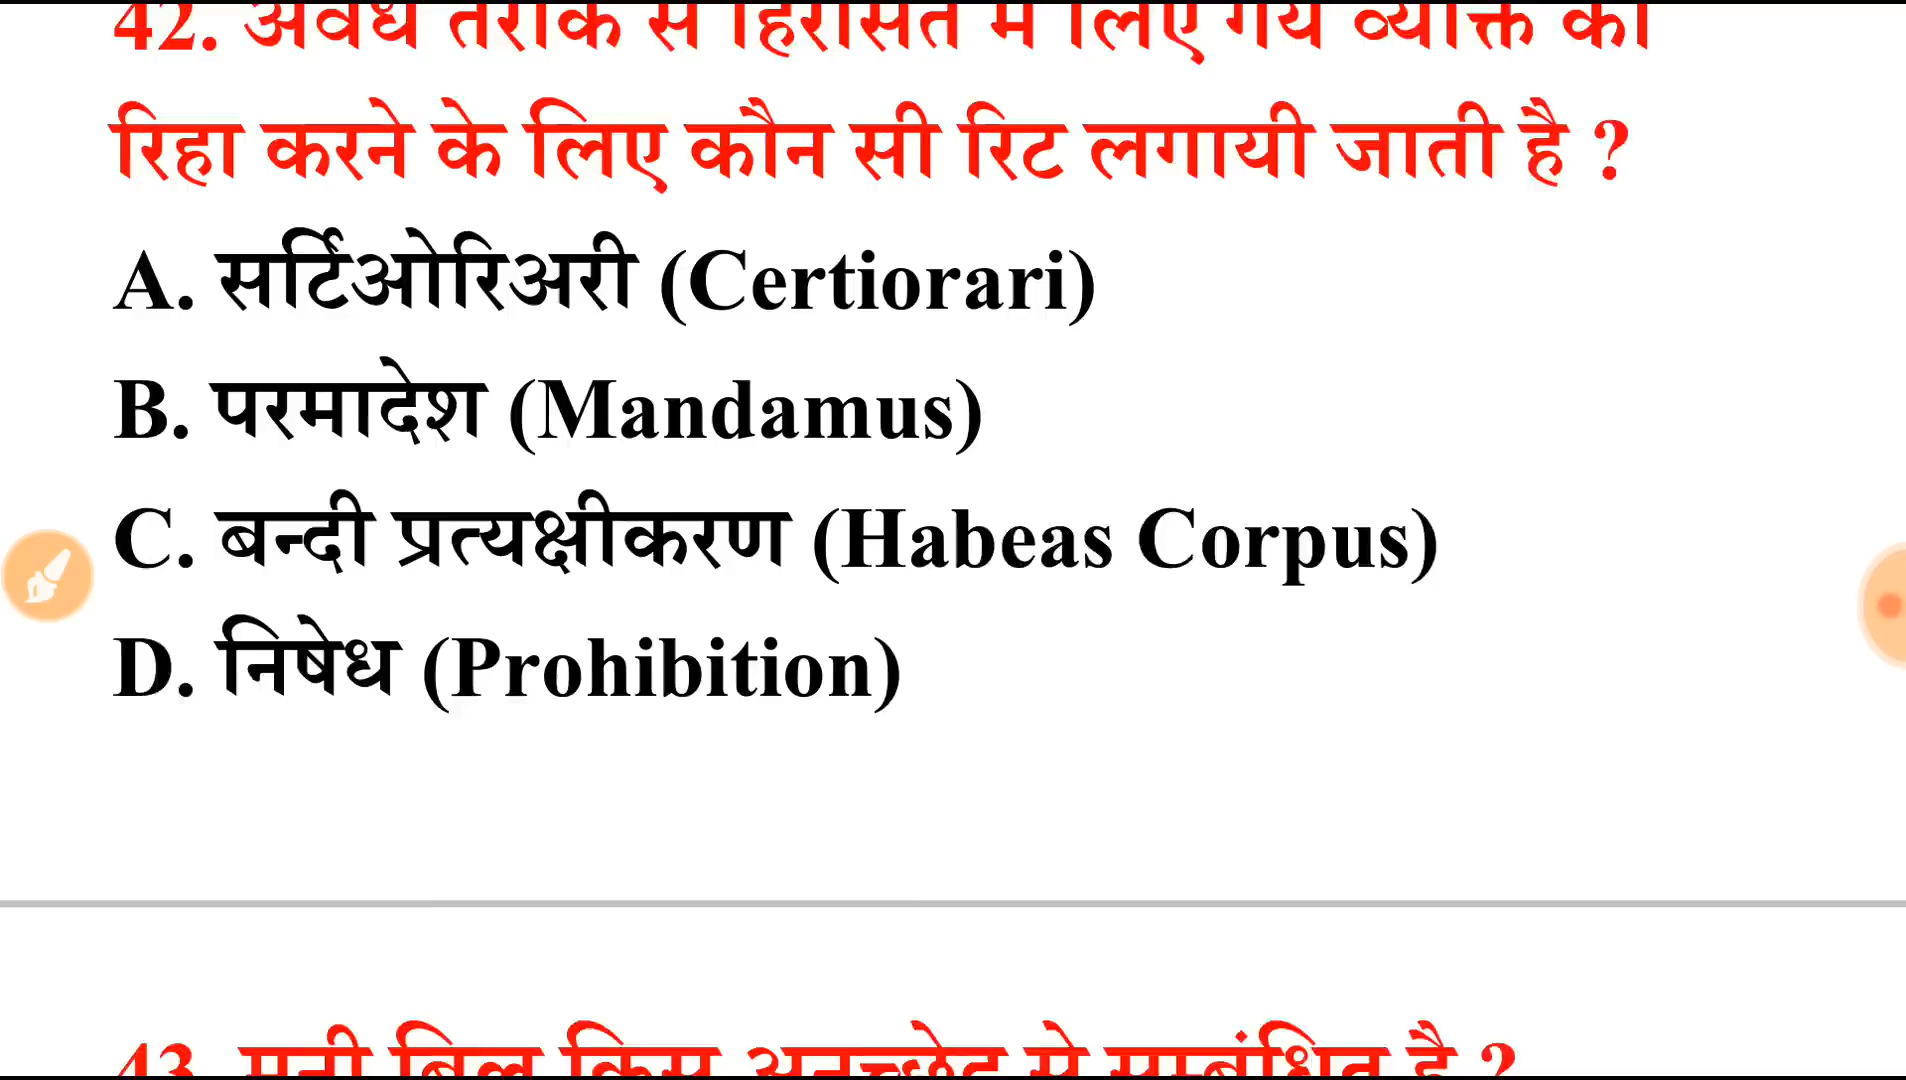 42. अवैध तरीके से हिरासत में लिए गये व्यक्ति को
रिहा करने के लिए कौन सी रिट लगायी जाती है ?
A. सर्टिओरिअरी (Certiorari)
B. परमादेश (Mandamus)
C. बन्दी प्रत्यक्षीकरण (Habeas Corpus)
D. निषेध (Prohibition)
43. मनी बिल किस अनुच्छेद से सम्बंधित है ?